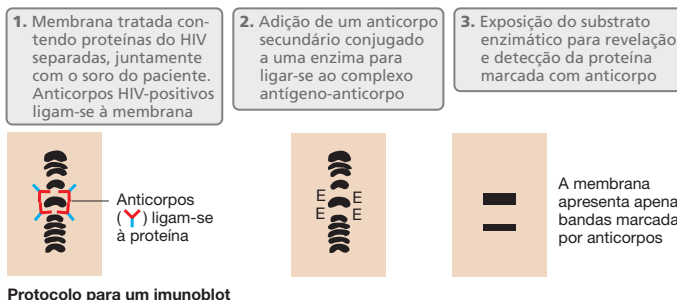 1. Membrana tratada con-
tendo proteínas do HIV
separadas, juntamente
com o soro do paciente.
Anticorpos HIV-positivos
ligam-se à membrana
2. Adição de um anticorpo
secundário conjugado
a uma enzima para
ligar-se ao complexo
antígeno-anticorpo
3. Exposição do substrato
enzimático para revelação
e detecção da proteína
marcada com anticorpo
Anticorpos
( ) ligam-se
à proteína
E E
E E
A membrana
apresenta apena
bandas marcada
por anticorpos
Protocolo para um imunoblot